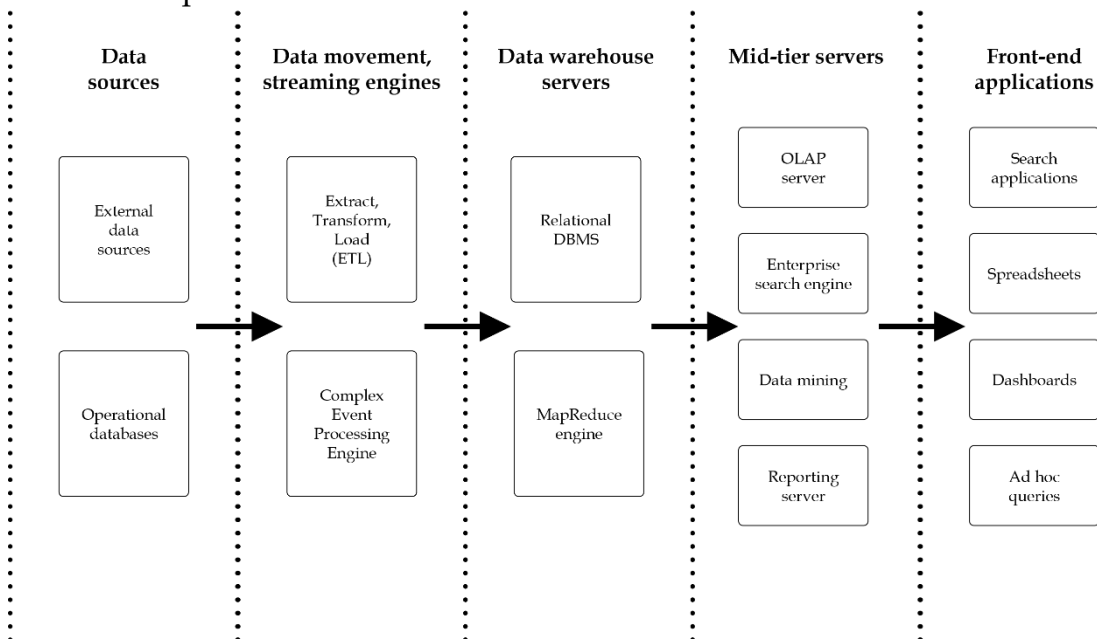 Data
sources
Data movement,
streaming engines
Data warehouse
servers
Mid-tier servers
Front-end
applications
External
data
sources
Operational
databases
Extract,
Transform,
Load
(ETL)
Complex
Event
Processing
Engine
Relational
DBMS
MapReduce
engine
OLAP
server
Enterprise
search engine
Data mining
Reporting
server
Search
applications
Spreadsheets
Dashboards
Ad hoc
queries